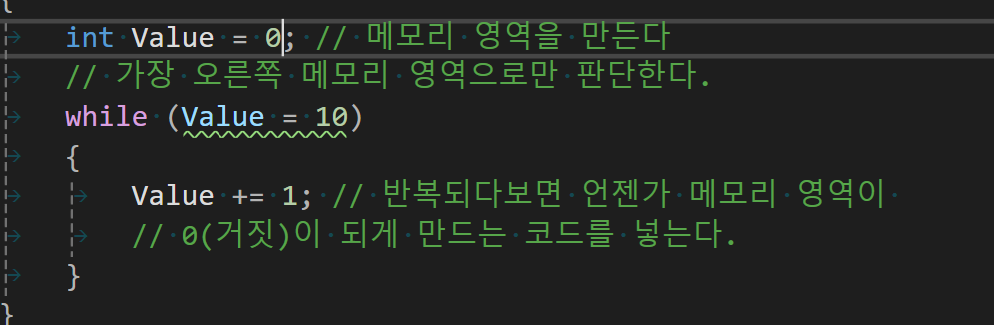 {
int Value = 0; // 메모리 영역을 만든다
// 가장 오른쪽 메모리 영역으로만 판단한다.
while (Value = 10)
{
Value += 1; // 반복되다보면 언젠가 메모리 영역이
// 0(거짓)이 되게 만드는 코드를 넣는다.
}
}